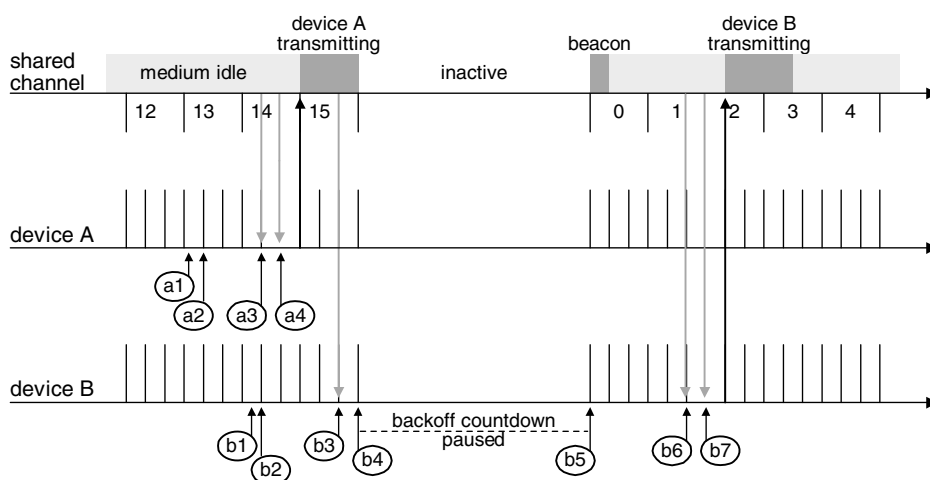 device A
transmitting
device B
transmitting
shared
channel
medium idle
inactive
beacon
12 13 14 15 0 1 2 3 4
device A
a1 a2 a3 a4
device B
backoff countdown
paused
b1 b2 b3 b4 b5 b6 b7